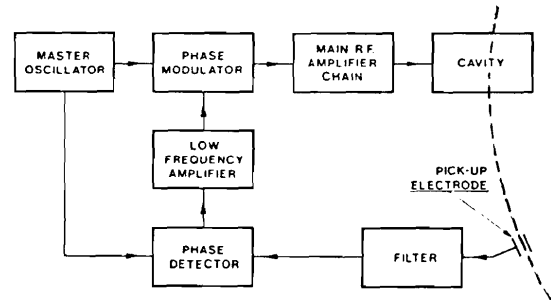 MASTER
OSCILLATOR
PHASE
MODULATOR
MAIN R.F.
AMPLIFIER
CHAIN
CAVITY
LOW
FREQUENCY
AMPLIFIER
PICK-UP
ELECTRODE
PHASE
DETECTOR
FILTER